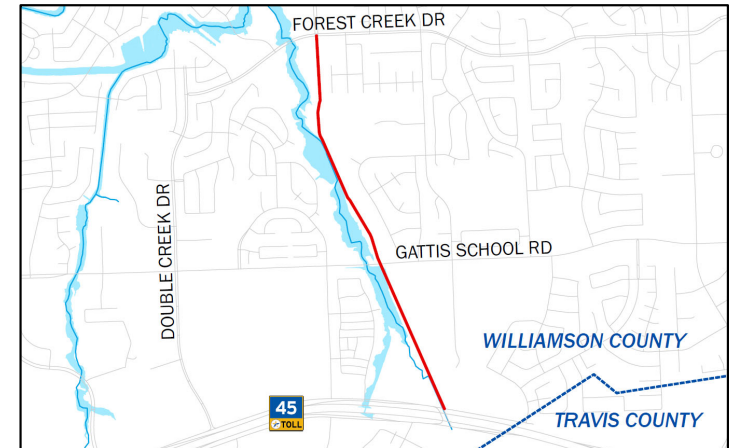 FOREST CREEK DR
DOUBLE CREEK DR
GATTIS SCHOOL RD
WILLIAMSON COUNTY
45
TOLL
TRAVIS COUNTY